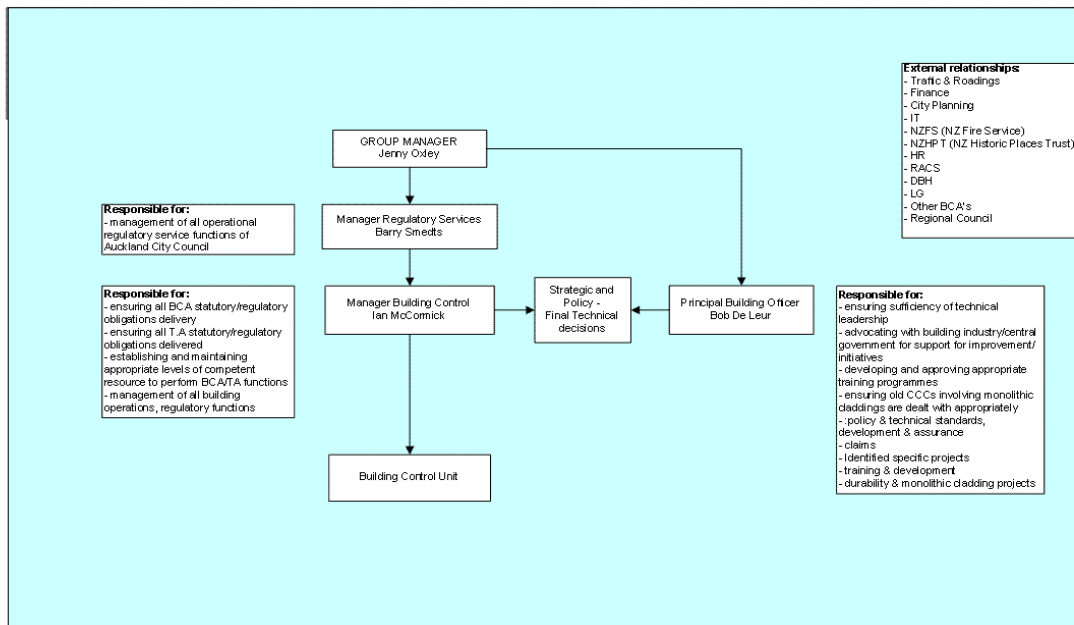 External relationships:
- Traffic & Roadings
- Finance
- City Planning
- IT
- NZFS (NZ Fire Service)
- NZHPT (NZ Historic Places Trust)
- HR
- RACS
- DBH
- LG
- Other BCA's
- Regional Council
GROUP MANAGER
Jenny Oxley
Responsible for:
- management of all operational
regulatory service functions of
Auckland City Council
Manager Regulatory Services
Barry Smedts
Responsible for:
- ensuring all BCA statutory/regulatory
obligations delivery
- ensuring all T.A statutory/regulatory
obligations delivered
- establishing and maintaining
appropriate levels of competent
resource to perform BCA/TA functions
- management of all building
operations, regulatory functions
Manager Building Control
Ian McCormick
Strategic and
Policy -
Final Technical
decisions
Principal Building Officer
Bob De Leur
Responsible for:
- ensuring sufficiency of technical
leadership
- advocating with building industry/central
government for support for improvement/
initiatives
- developing and approving appropriate
training programmes
- ensuring old CCCs involving monolithic
claddings are dealt with appropriately
- :policy & technical standards,
development & assurance
- claims
- Identified specific projects
- training & development
- durability & monolithic cladding projects
Building Control Unit